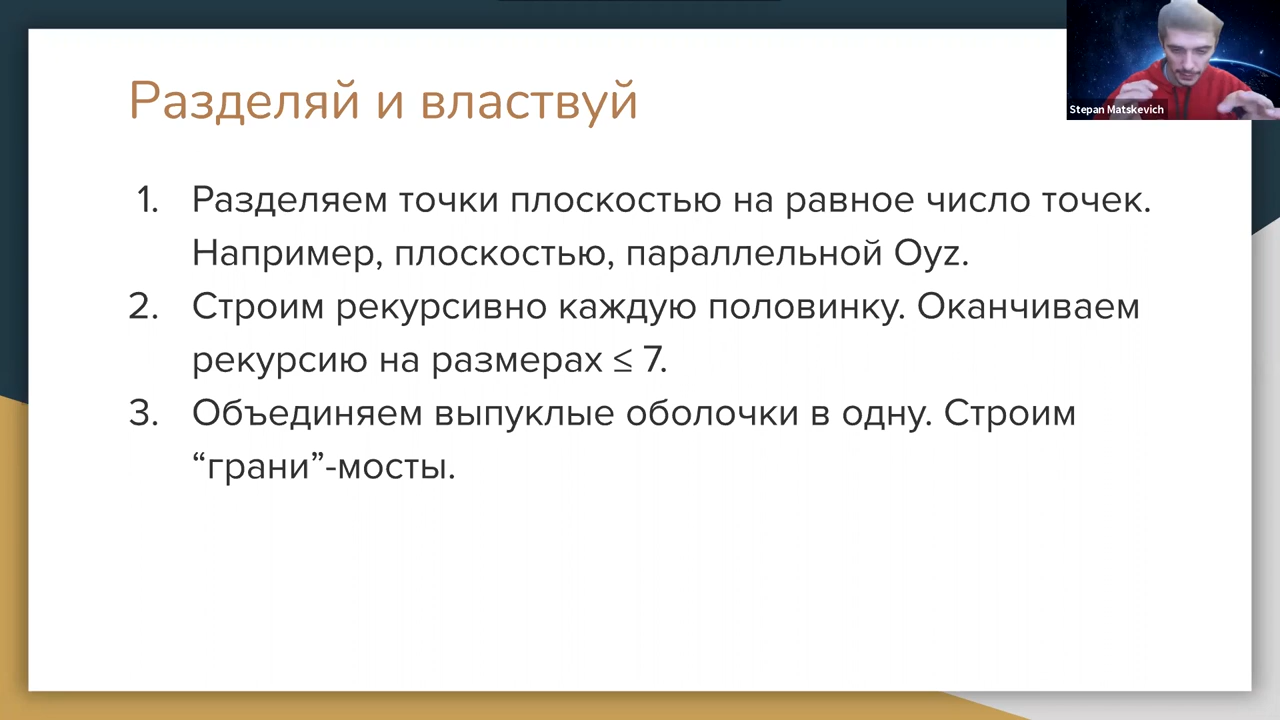 Разделяй и властвуй
Stepan Matskevich
1. Разделяем точки плоскостью на равное число точек.
Например, плоскостью, параллельной Oyz.
2. Строим рекурсивно каждую половинку. Оканчиваем
рекурсию на размерах ≤ 7.
3. Объединяем выпуклые оболочки в одну. Строим
“грани”-мосты.